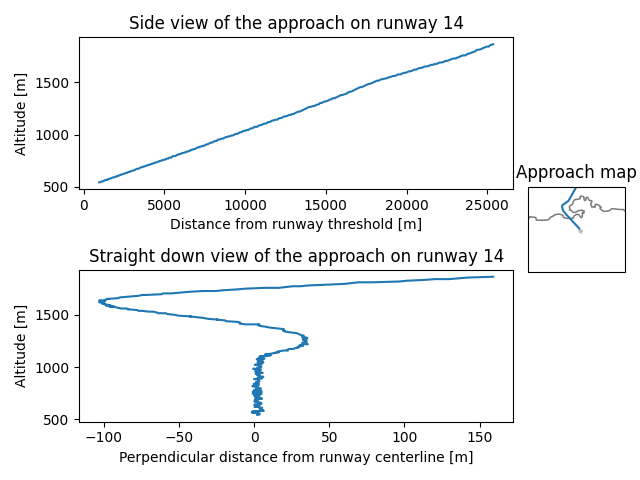 Side view of the approach on runway 14
Altitude [m]
1500
1000
500
0 5000 10000 15000 20000 25000
Distance from runway threshold [m]
Approach map
Straight down view of the approach on runway 14
Altitude [m]
1500
1000
500
−100 −50 0 50 100 150
Perpendicular distance from runway centerline [m]